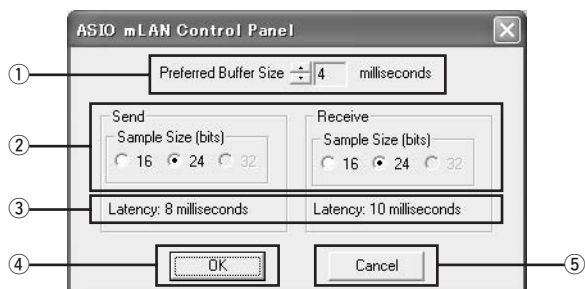 ASIO mLAN Control Panel
① Preferred Buffer Size 4 milliseconds
Send Receive
② Sample Size (bits) Sample Size (bits)
16 24 32 16 24 32
③ Latency: 8 milliseconds Latency: 10 milliseconds
④ OK Cancel ⑤